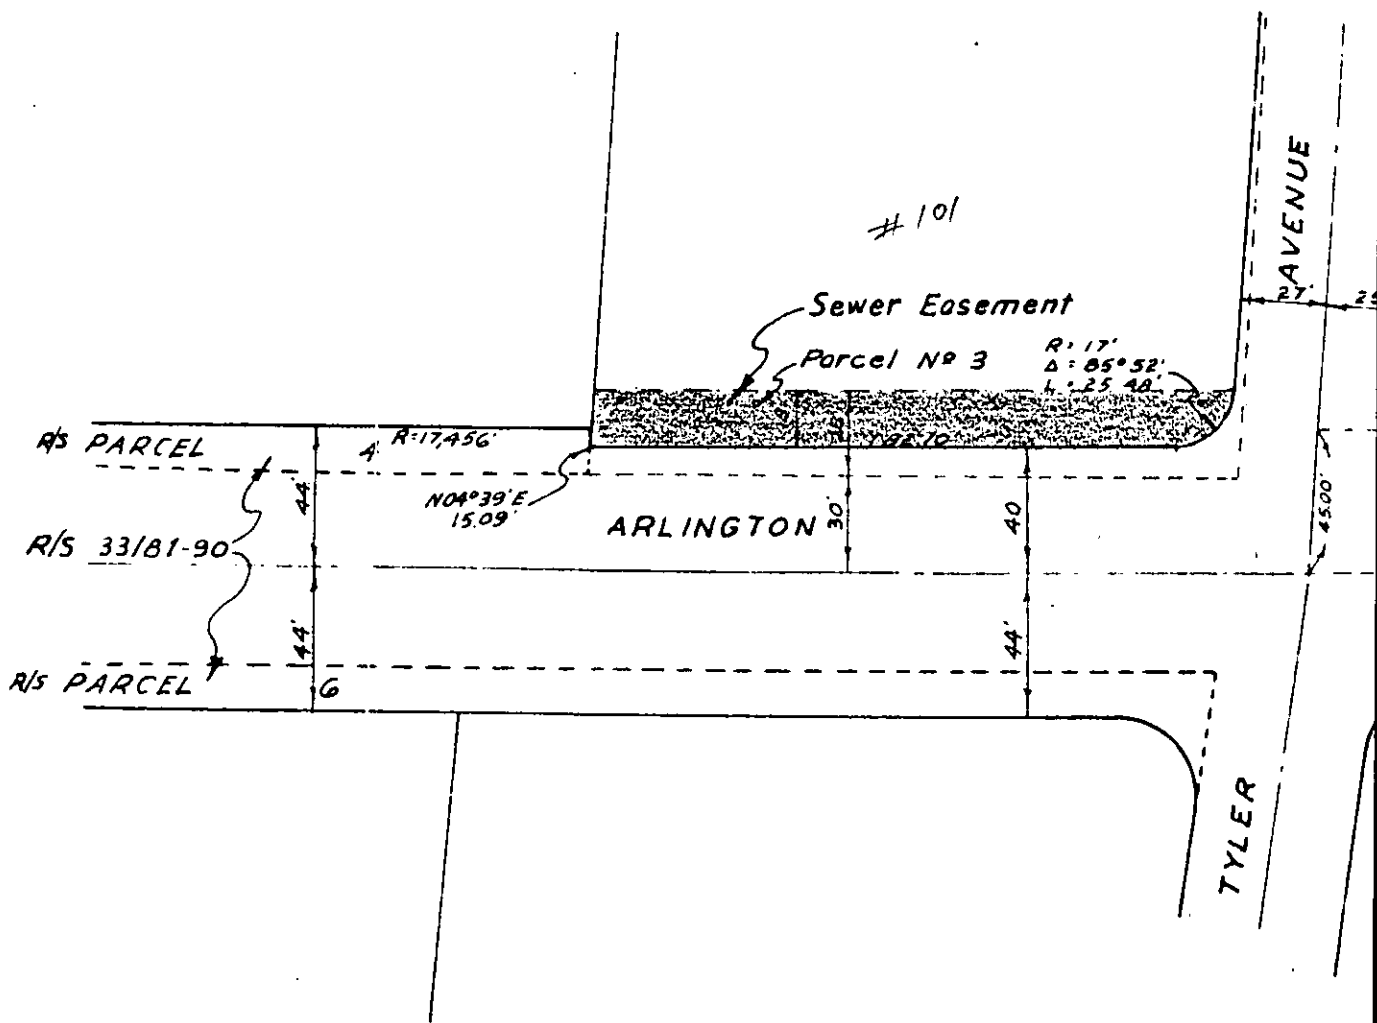 # 101
AVENUE
27'
Sewer Easement
Parcel Nº 3
R: 17'
Δ: 85° 52'
L: 25.48'
R/S PARCEL
4
R:17,456'
44'
N04°39'E
15.09'
30'
ARLINGTON
40
45.00'
R/S 33/81-90
44'
44'
R/S PARCEL
6
TYLER